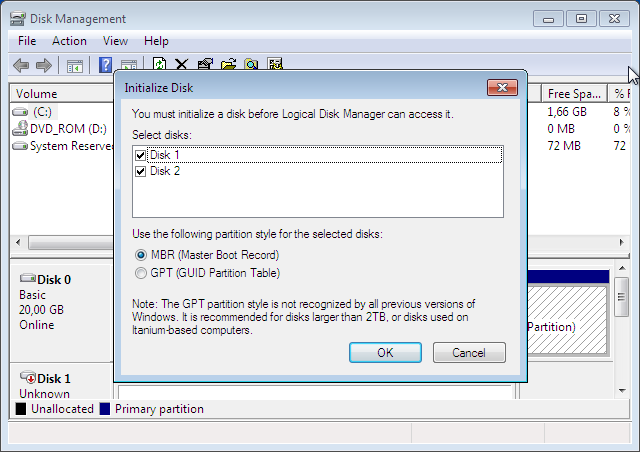 Disk Management
File Action View Help
Initialize Disk
Volume
Free Spa... % F
(C:) 1,66 GB 8 %
DVD_ROM (D:) 0 MB 0 %
System Reserved 72 MB 72
You must initialize a disk before Logical Disk Manager can access it.
Select disks:
Disk 1
Disk 2
Use the following partition style for the selected disks:
MBR (Master Boot Record)
GPT (GUID Partition Table)
Note: The GPT partition style is not recognized by all previous versions of
Windows. It is recommended for disks larger than 2TB, or disks used on
Itanium-based computers.
OK Cancel
Disk 0
Basic
20,00 GB
Online
Partition)
Disk 1
Unknown
Unallocated Primary partition